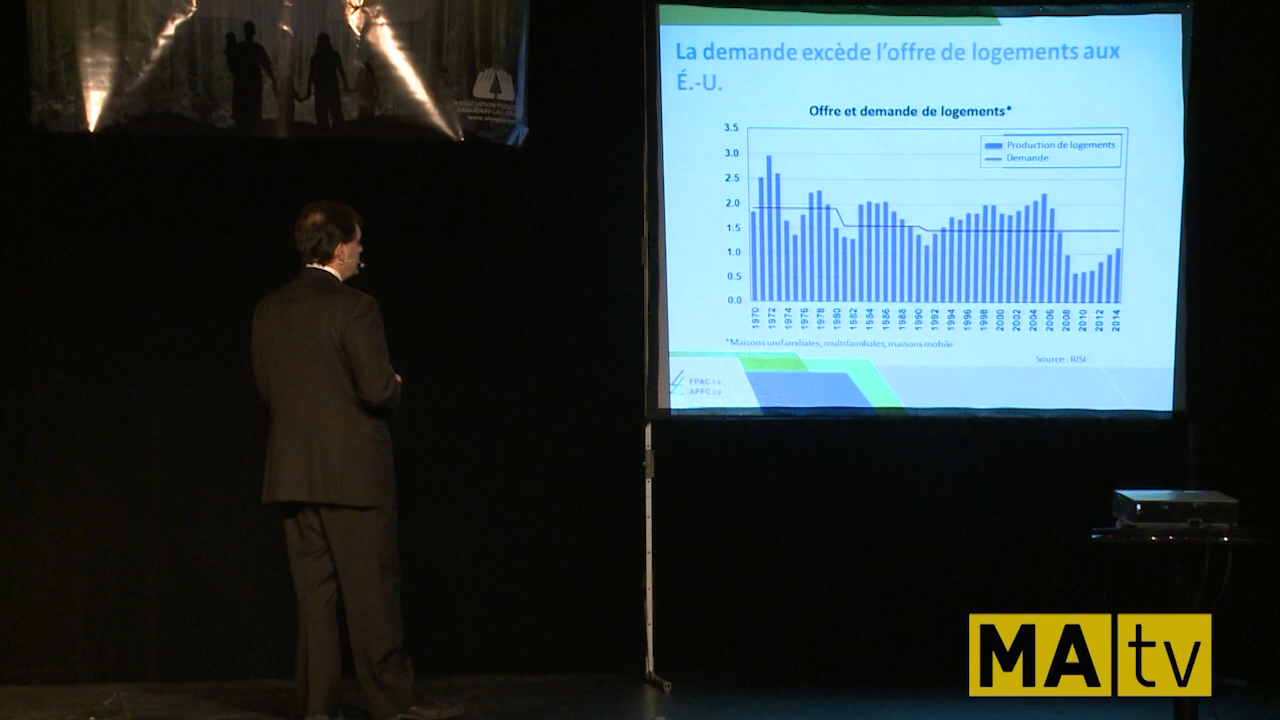 La demande excède l'offre de logements aux
É.-U.
Offre et demande de logements*
3.5
3.0
2.5
2.0
1.5
1.0
0.5
0.0
Production de logements
Demande
1970 1972 1974 1976 1978 1980 1982 1984 1986 1988 1990 1992 1994 1996 1998 2000 2002 2004 2006 2008 2010 2012 2014
*Maisons unifamiliales, multifamiliales, maisons mobile
Source : RISI
FPAC.ca
APFC.ca
ASSOCIATION
MAtv